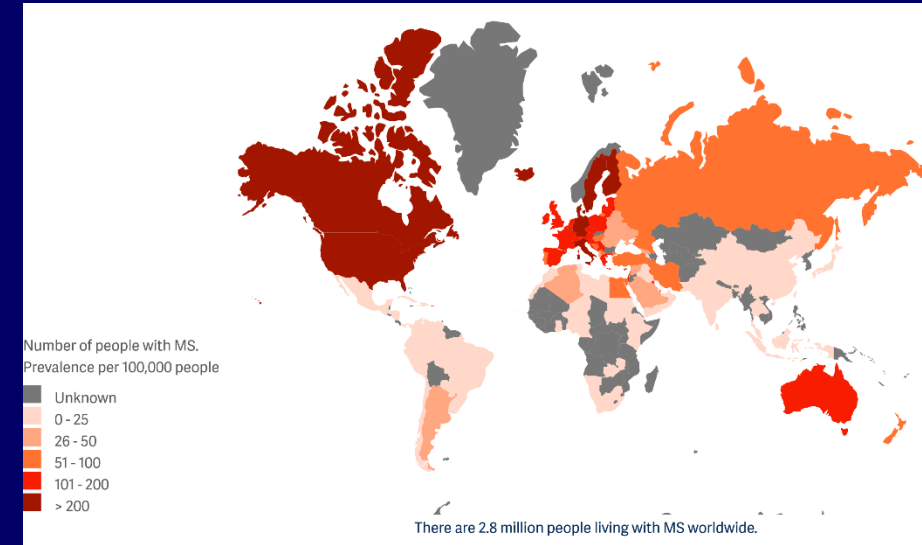 Number of people with MS.
Prevalence per 100,000 people
Unknown
0 - 25
26 - 50
51 - 100
101 - 200
> 200
There are 2.8 million people living with MS worldwide.